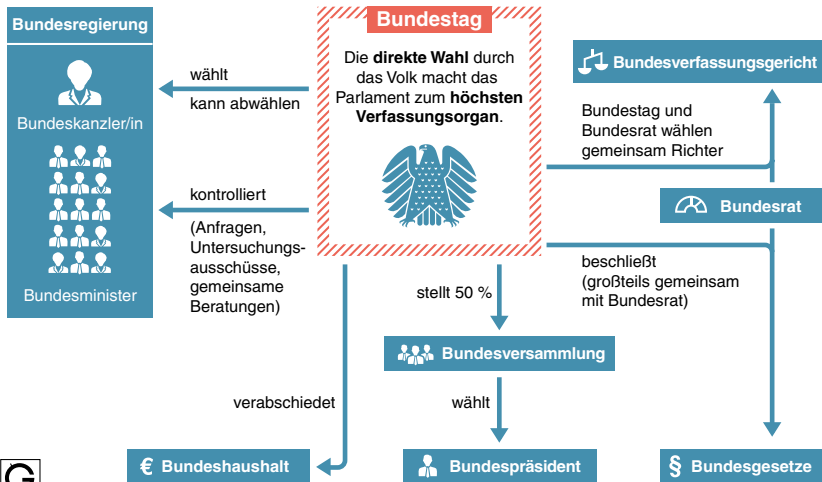 Bundesregierung
Bundeskanzler/in
Bundesminister
wählt
kann abwählen
kontrolliert
(Anfragen,
Untersuchungs-
ausschüsse,
gemeinsame
Beratungen)
Bundestag
Die direkte Wahl durch
das Volk macht das
Parlament zum höchsten
Verfassungsorgan.
Bundesverfassungsgericht
Bundestag und
Bundesrat wählen
gemeinsam Richter
Bundesrat
beschließt
(großteils gemeinsam
mit Bundesrat)
stellt 50 %
Bundesversammlung
verabschiedet
wählt
€ Bundeshaushalt
Bundespräsident
§ Bundesgesetze
G